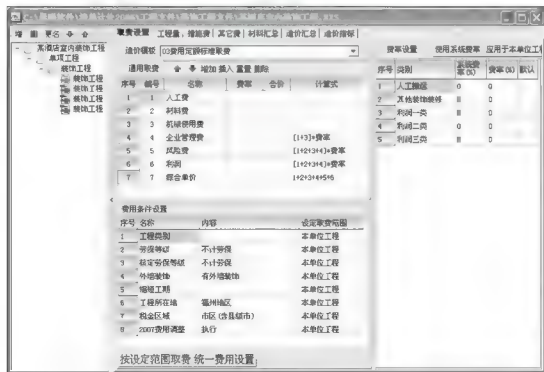 增 删 更名
取费设置 工程量，措施费 其它费 材料汇总 造价汇总 造价指标
某酒店室内装饰工程
单项工程
装饰工程
装饰工程
装饰工程
装饰工程
造价模板 03费用定额标准取费
费率设置 使用系统费率 应用于本单位工程
通用取费 增加 插入 重置 删除
序号 编号 名称 费率 合价 计算式
1 1 人工费
2 2 材料费
3 3 机械使用费
4 4 企业管理费 [1+3]*费率
5 5 风险费 [1+2+3+4]*费率
6 6 利润 [1+2+3+4]*费率
7 7 综合单价 1+2+3+4+5+6
序号 类别 系统费率(%) 费率(%) 默认
1 人工搬运 0 0
2 其他装饰装修
3 利润一类
4 利润二类 0 0
5 利润三类
费用条件设置
序号 名称 内容 设定取费范围
1 工程类别 本单位工程
2 劳保等级 不计劳保 本单位工程
3 核定劳保等级 不计劳保 本单位工程
4 外墙装饰 有外墙装饰 本单位工程
5 缩短工期 本单位工程
6 工程所在地 福州地区 本单位工程
7 税金区域 市区(含县级市) 本单位工程
8 2007费用调整 执行 本单位工程
按设定范围取费 统一费用设置